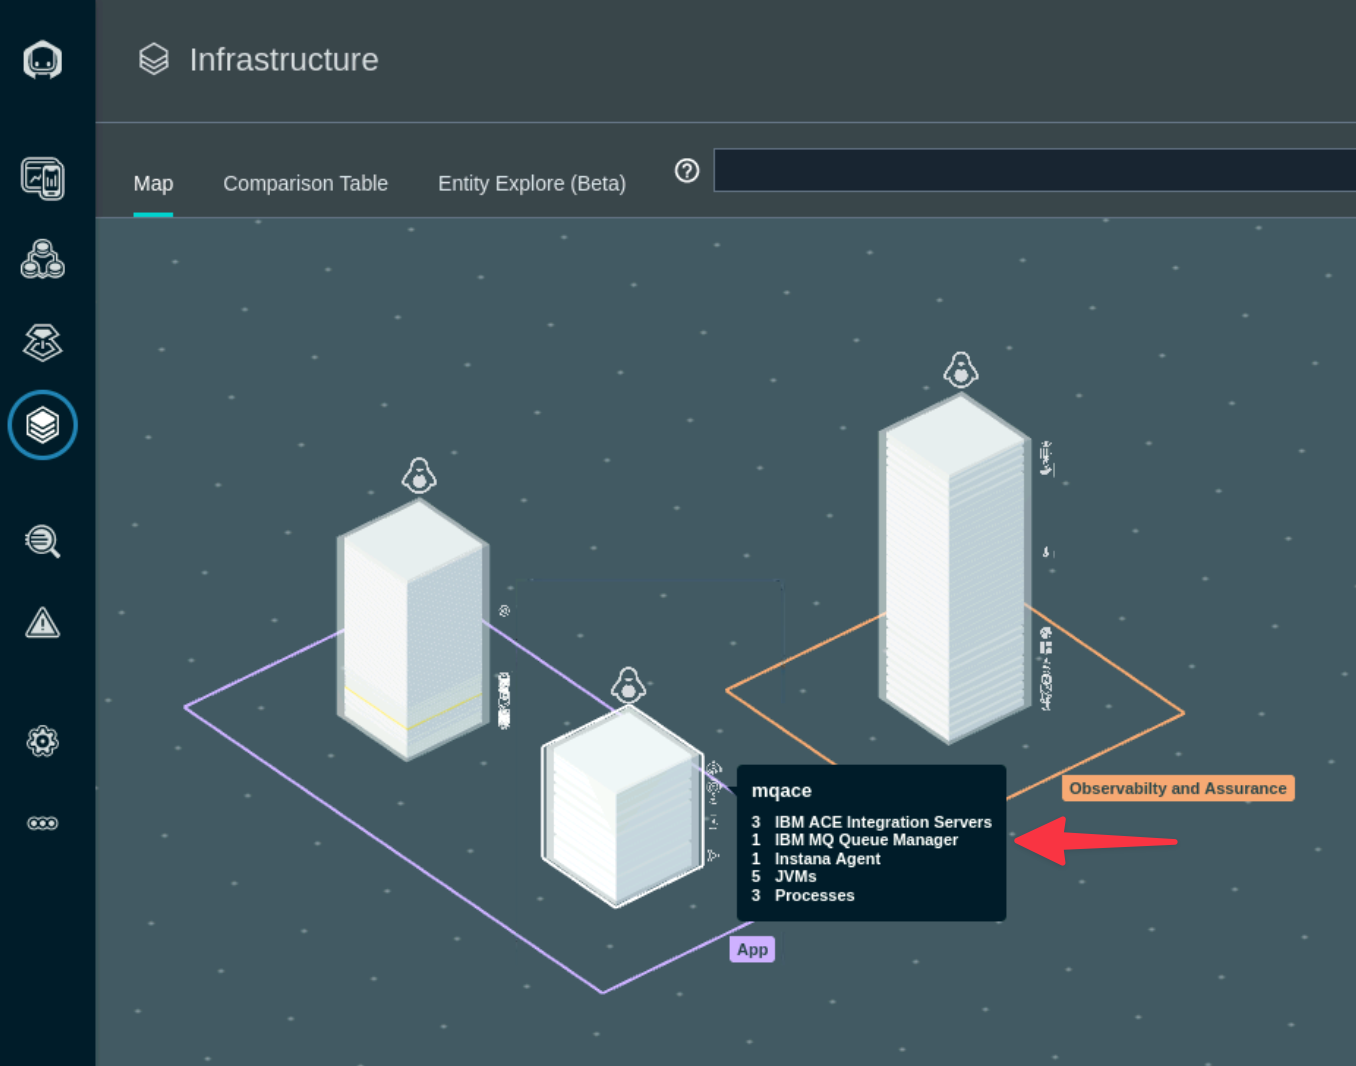 Infrastructure
Map
Comparison Table
Entity Explore (Beta)
?
mqace
3 IBM ACE Integration Servers
1 IBM MQ Queue Manager
1 Instana Agent
5 JVMs
3 Processes
Observabilty and Assurance
App